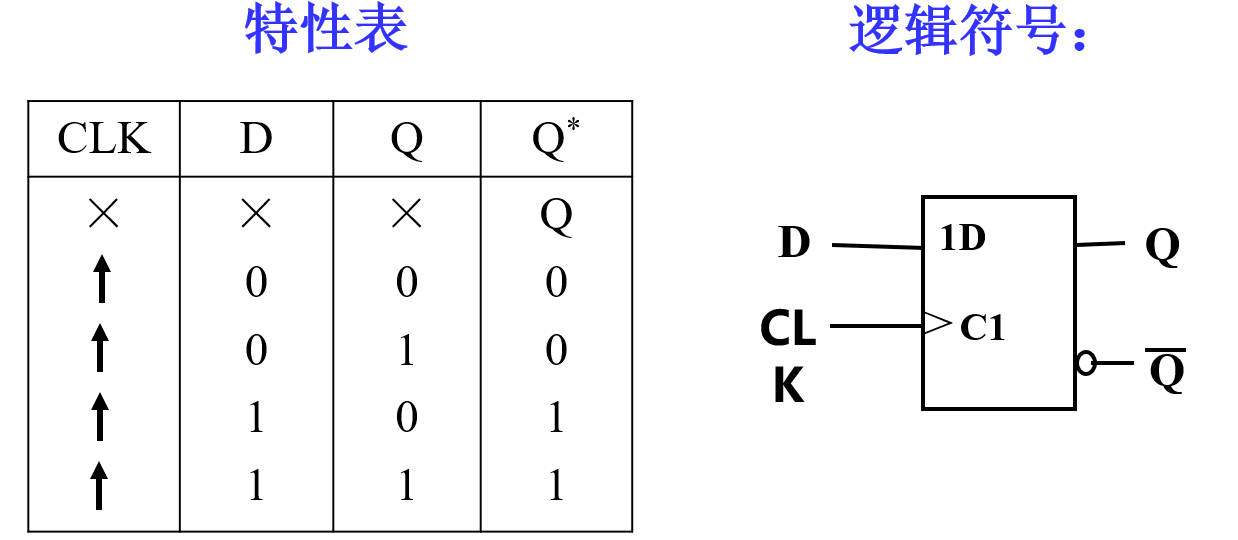 特性表
逻辑符号：
CLK D Q Q*
× × × Q
↑ 0 0 0
↑ 0 1 0
↑ 1 0 1
↑ 1 1 1
D 1D Q
CL
K
C1
Q̅